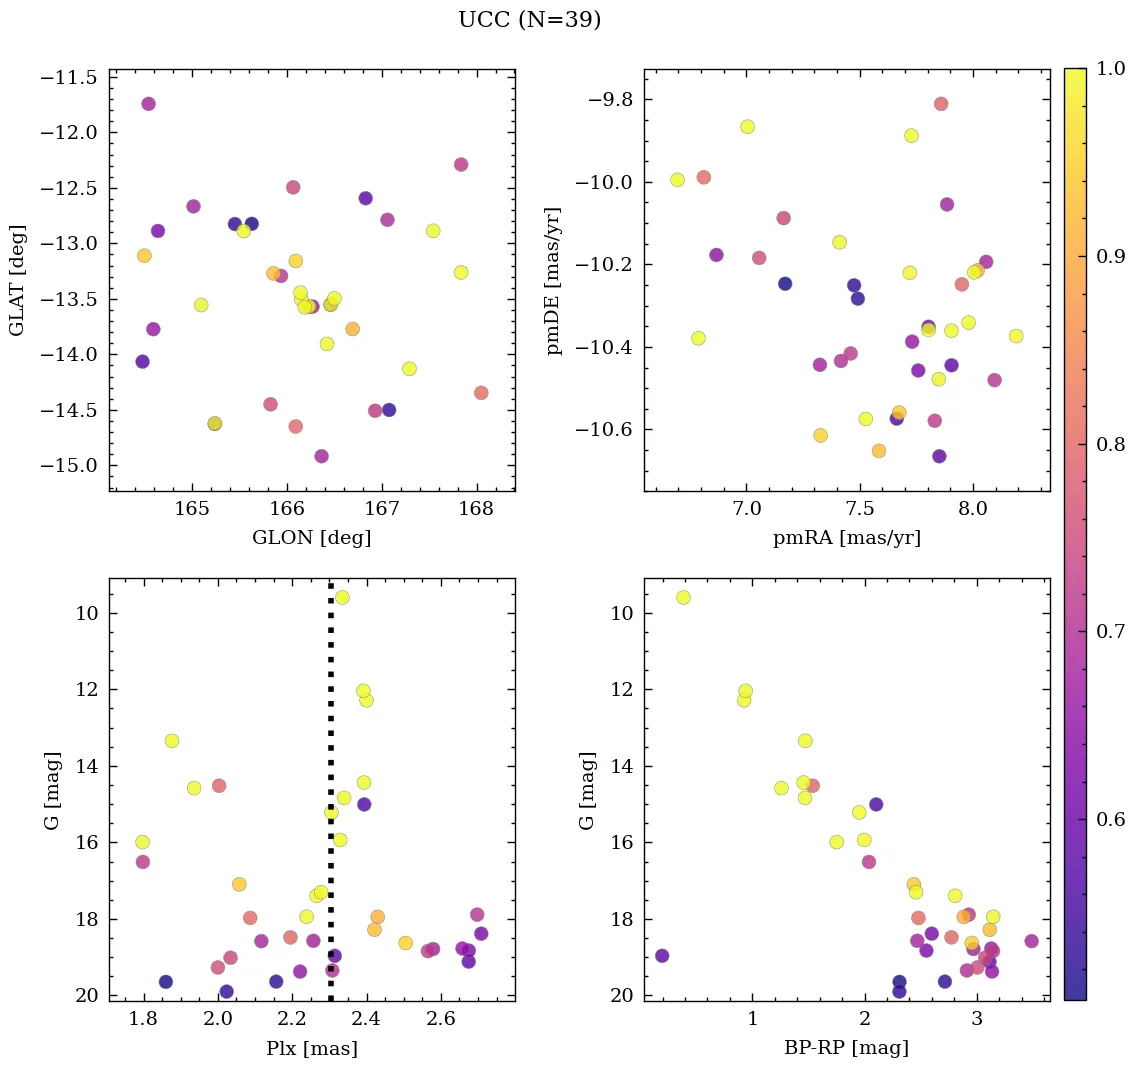 UCC (N=39)
−11.5
−12.0
−12.5
−13.0
−13.5
−14.0
−14.5
−15.0
GLAT [deg]
165 166 167 168
GLON [deg]
−9.8
−10.0
−10.2
−10.4
−10.6
pmDE [mas/yr]
7.0 7.5 8.0
pmRA [mas/yr]
10
12
14
16
18
20
G [mag]
1.8 2.0 2.2 2.4 2.6
Plx [mas]
10
12
14
16
18
20
G [mag]
1 2 3
BP-RP [mag]
1.0
0.9
0.8
0.7
0.6